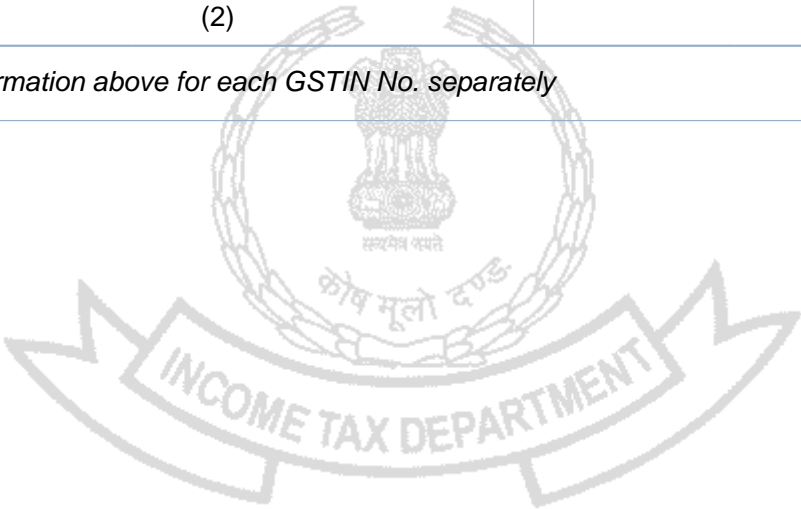 (2)
rmation above for each GSTIN No. separately
सत्यमेव जयते
कोष मूलो दण्ड
INCOME TAX DEPARTMENT